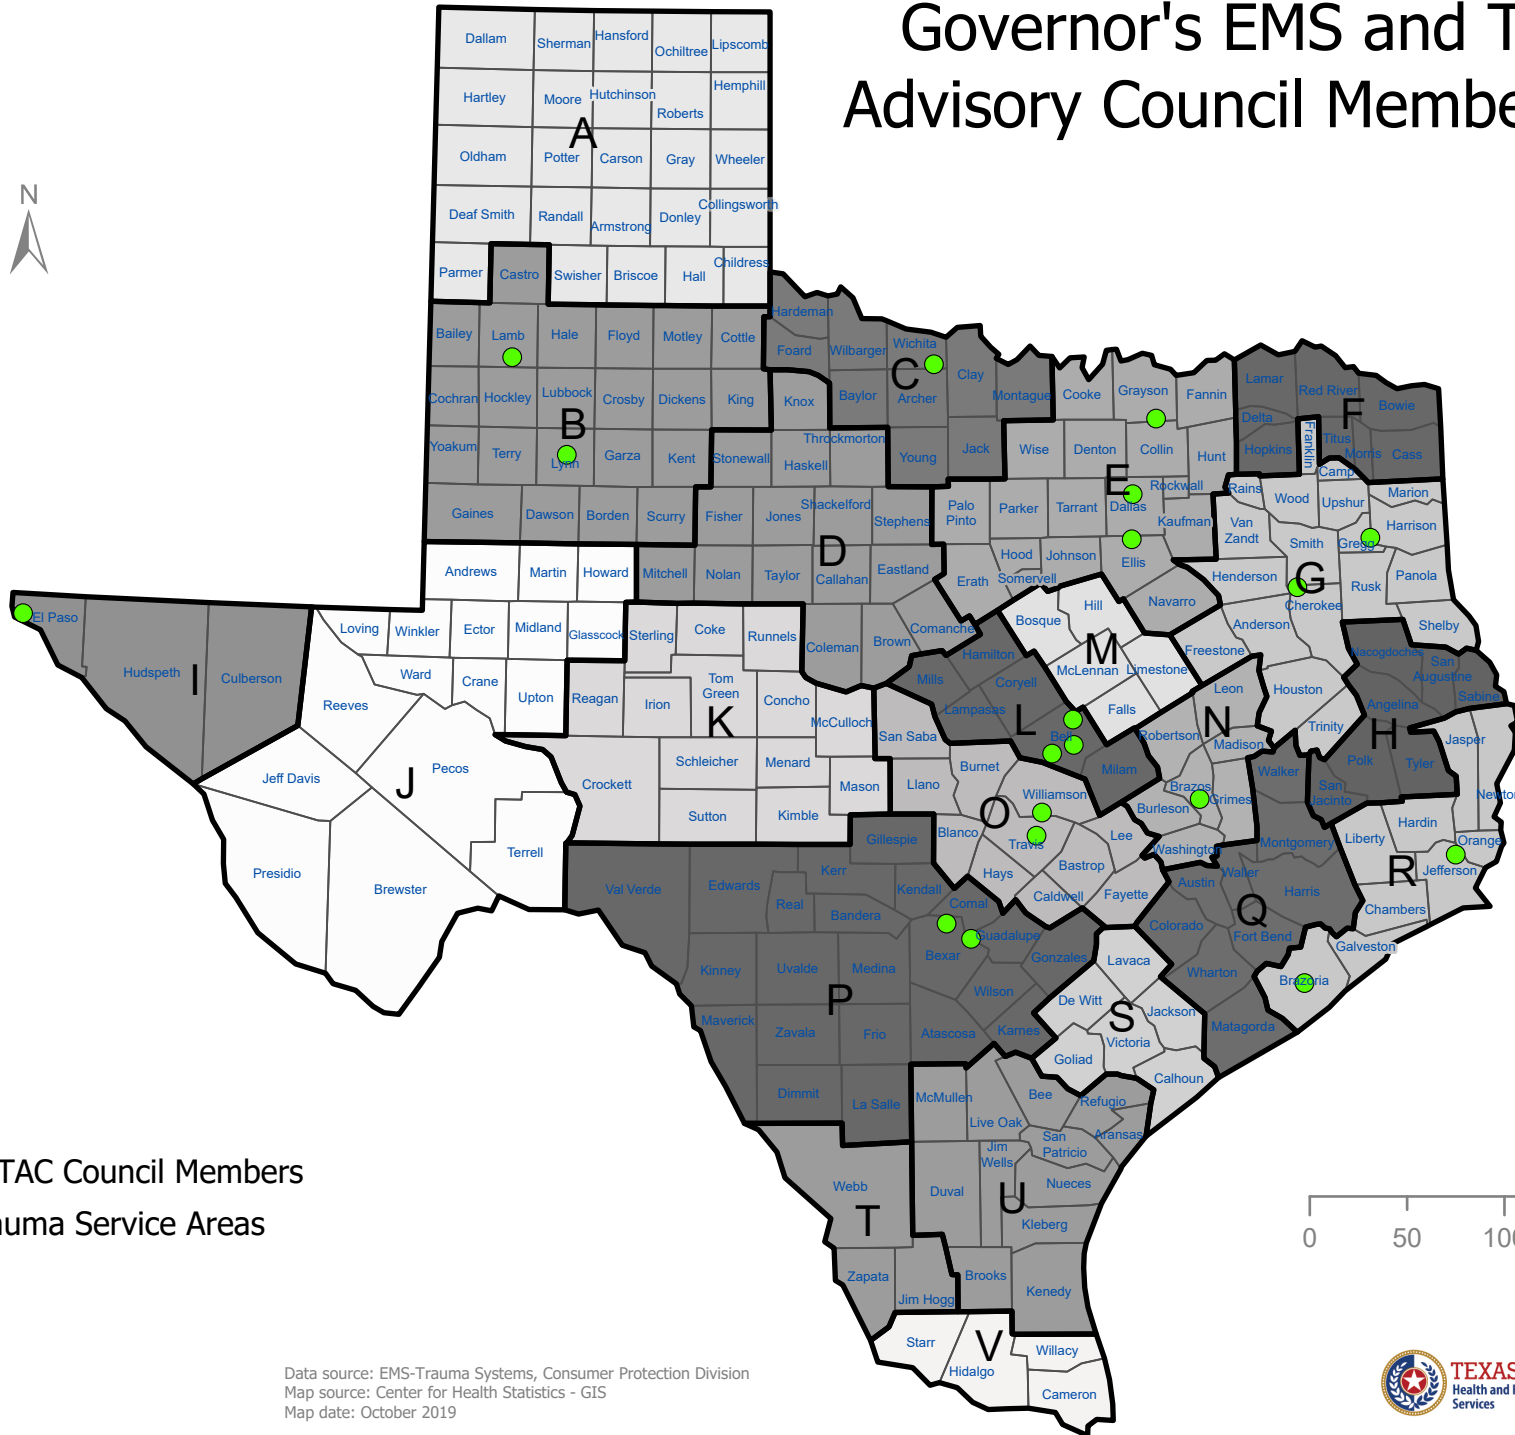 Governor's EMS and T
Advisory Council Membe
N
Dallam Sherman Hansford Ochiltree Lipscomb
Hartley Moore Hutchinson Roberts Hemphill
A
Oldham Potter Carson Gray Wheeler
Deaf Smith Randall Armstrong Donley Collingsworth
Parmer Castro Swisher Briscoe Hall Childress
Bailey Lamb Hale Floyd Motley Cottle
Hardeman Foard Wilbarger Wichita Clay Montague
C
Cochran Hockley Lubbock Crosby Dickens King Knox Baylor Archer
B
Yoakum Terry Lynn Garza Kent Stonewall Haskell Throckmorton Young Jack
Gaines Dawson Borden Scurry Fisher Jones Shackelford Stephens
D
Cooke Grayson Fannin Lamar Red River Bowie
F
Delta Hopkins Franklin Titus Morris Cass Camp
Wise Denton Collin Hunt
E
Palo
Pinto
Parker Tarrant Dallas Rockwall Kaufman Rains Wood Upshur Marion
Van
Zandt
Smith Gregg Harrison
Hood Johnson Ellis Henderson Rusk Panola
G
Erath Somervell Navarro Cherokee Anderson Shelby
Andrews Martin Howard Mitchell Nolan Taylor Callahan Eastland
El Paso Hudspeth Culberson
I
Loving Winkler Ector Midland Glasscock Sterling Coke Runnels Coleman Brown Comanche
Ward Crane Upton Reagan Irion
Tom
Green
Concho McCulloch
K
Reeves Jeff Davis Pecos
J
Crockett Schleicher Menard Mason Sutton Kimble
Presidio Brewster Terrell
Hill Bosque
M
McLennan Limestone Freestone Falls
Hamilton Mills Coryell Lampasas
L
Bell Milam San Saba
Leon Robertson
N
Madison Brazos Grimes Burleson Washington
Houston Trinity
Nacogdoches
San
Augustine
Sabine Angelina
H
Polk Tyler
San
Jacinto
Jasper Newto
Hardin Liberty Orange Jefferson Chambers Galveston Brazoria
R
Walker Montgomery Harris Waller Austin Colorado Fort Bend Wharton Matagorda
Q
Llano Burnet Williamson
O
Blanco Travis Lee Hays Bastrop Caldwell Fayette
Gillespie Val Verde Edwards Kerr Real Bandera Kendall Comal Guadalupe
Kinney Uvalde Medina Bexar Gonzales Wilson
P
Maverick Zavala Frio Atascosa Karnes
Dimmit La Salle
Lavaca De Witt Jackson
S
Victoria Goliad Calhoun
McMullen Live Oak Bee Refugio Aransas
San
Patricio
Jim
Wells
Duval Nueces Kleberg
U
Brooks Kenedy
Webb
T
Zapata Jim Hogg
Starr Hidalgo
V
Willacy Cameron
TAC Council Members
auma Service Areas
0 50 100
Data source: EMS-Trauma Systems, Consumer Protection Division
Map source: Center for Health Statistics - GIS
Map date: October 2019
TEXAS
Health and H
Services